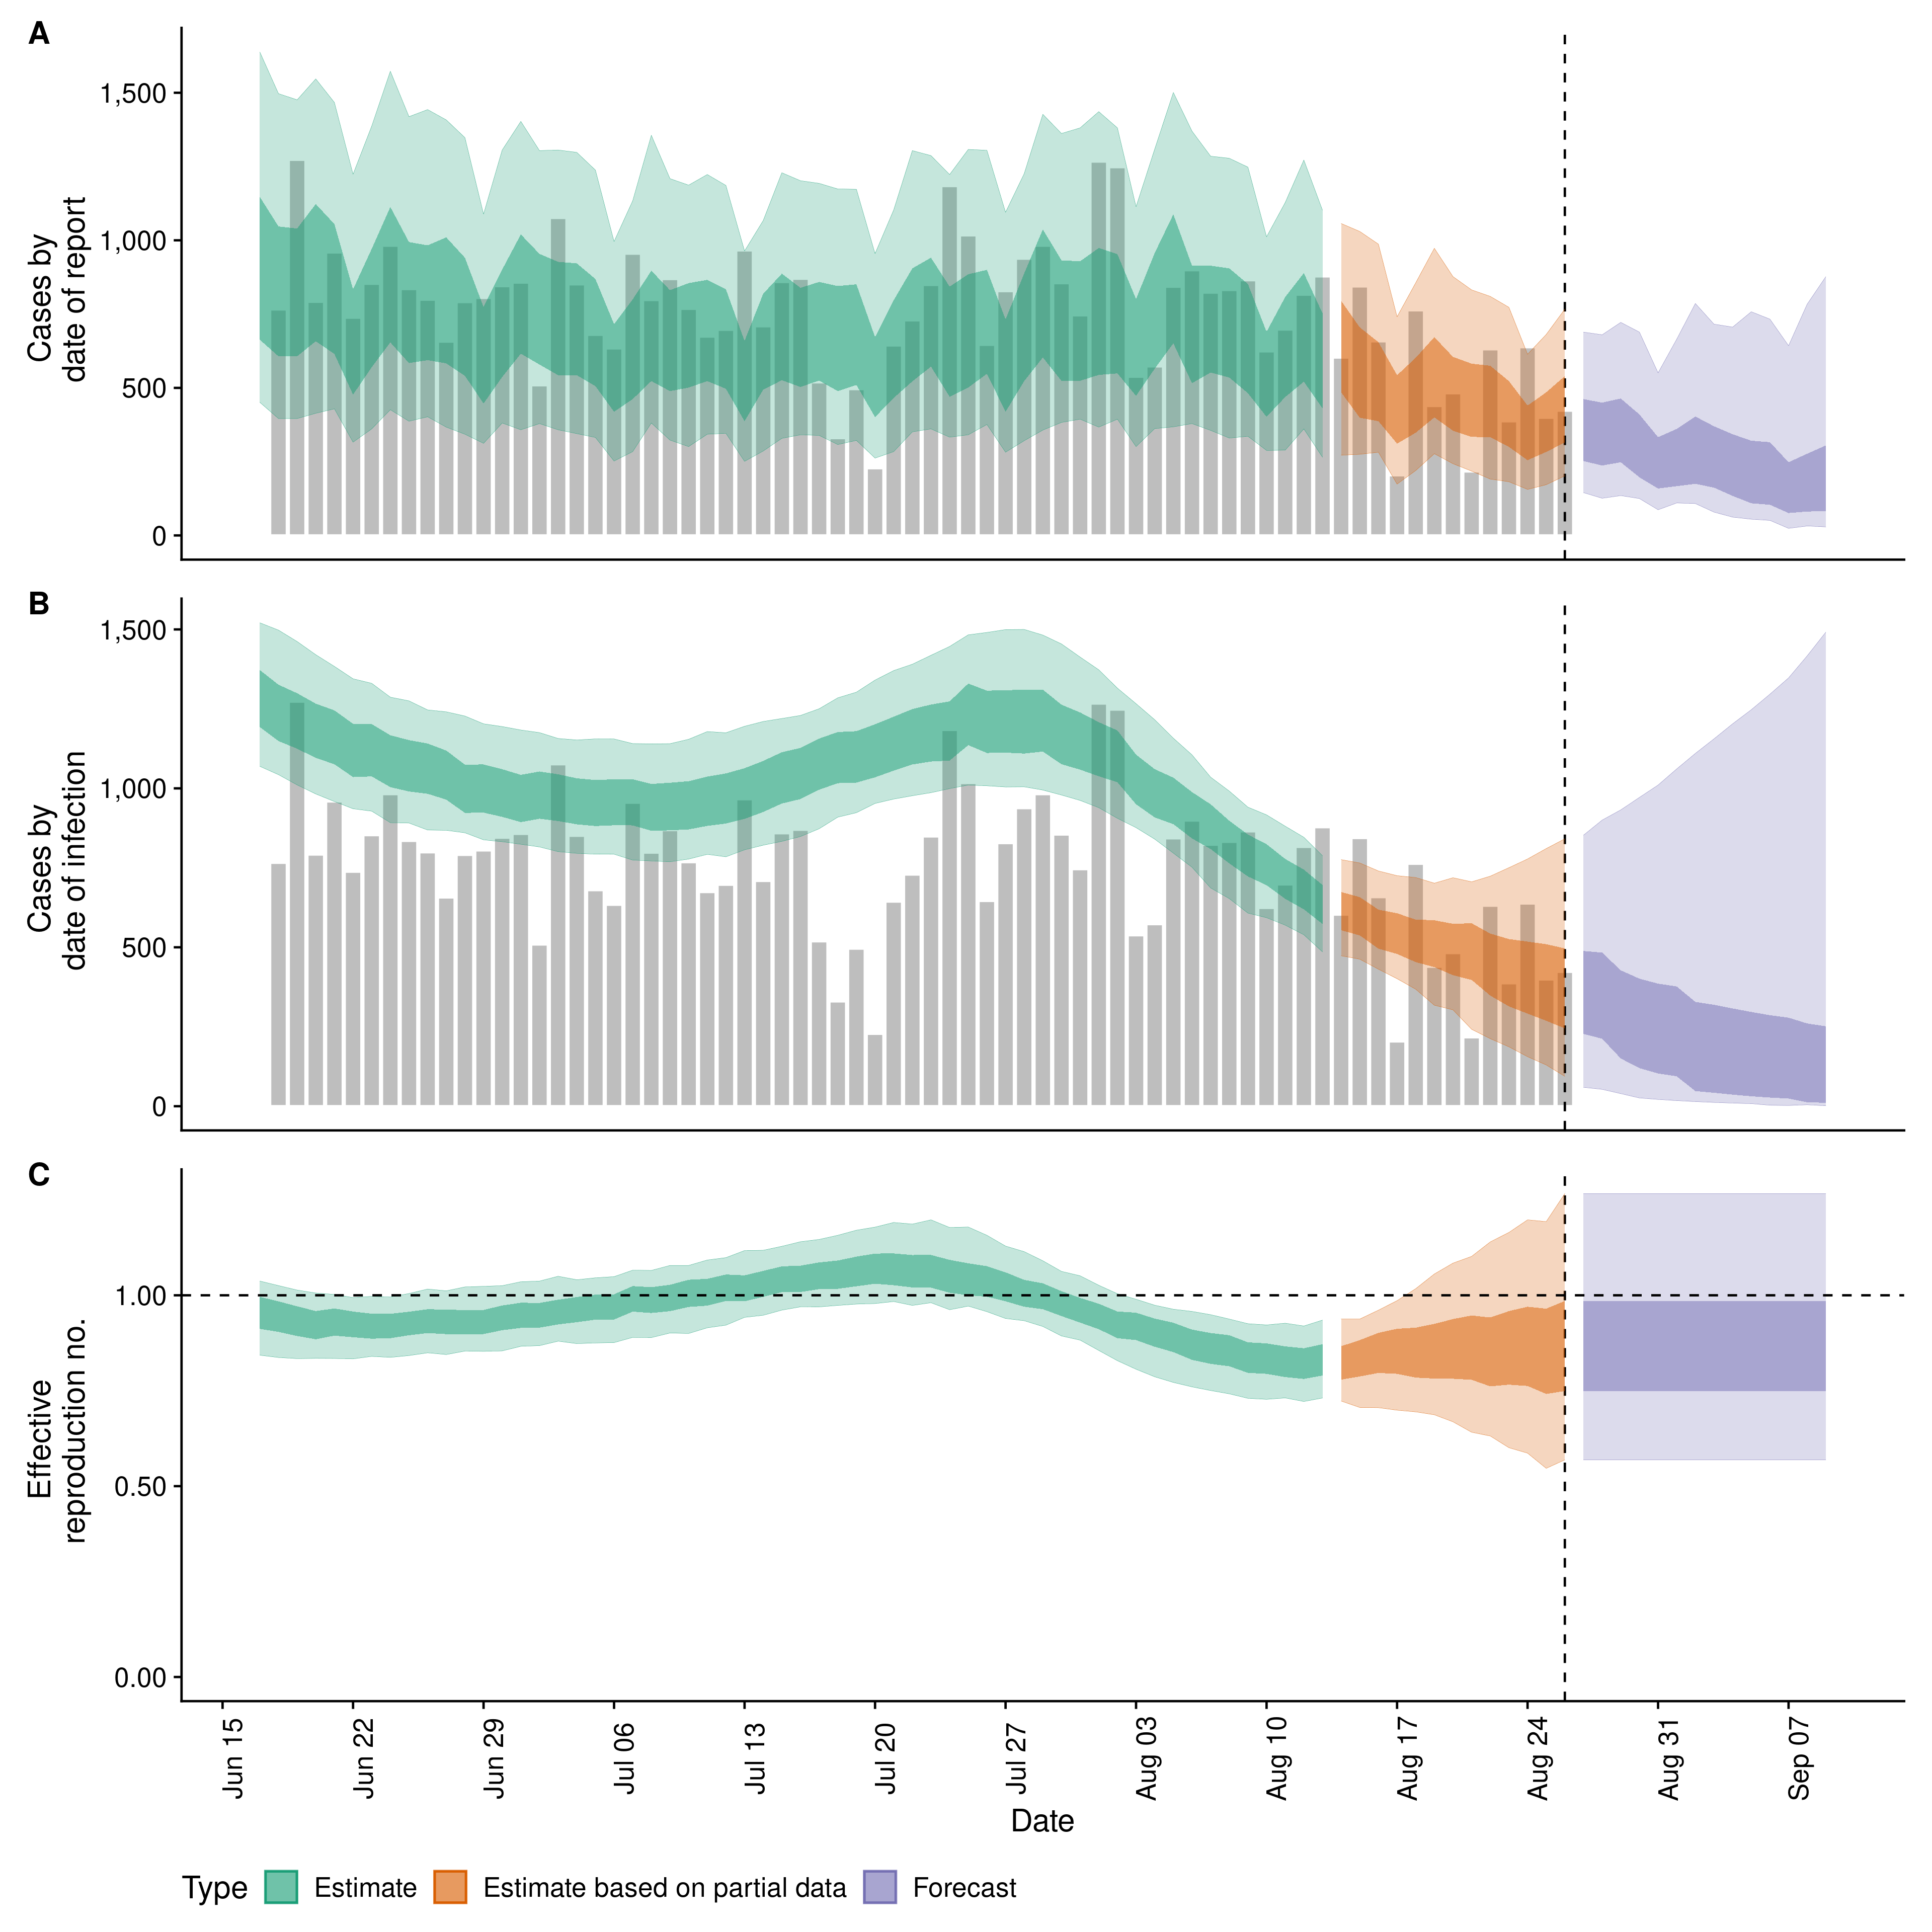 A
Cases by
date of report
1,500
1,000
500
0
B
Cases by
date of infection
1,500
1,000
500
0
C
Effective
reproduction no.
1.00
0.50
0.00
Jun 15
Jun 22
Jun 29
Jul 06
Jul 13
Jul 20
Jul 27
Aug 03
Aug 10
Aug 17
Aug 24
Aug 31
Sep 07
Date
Type
Estimate
Estimate based on partial data
Forecast